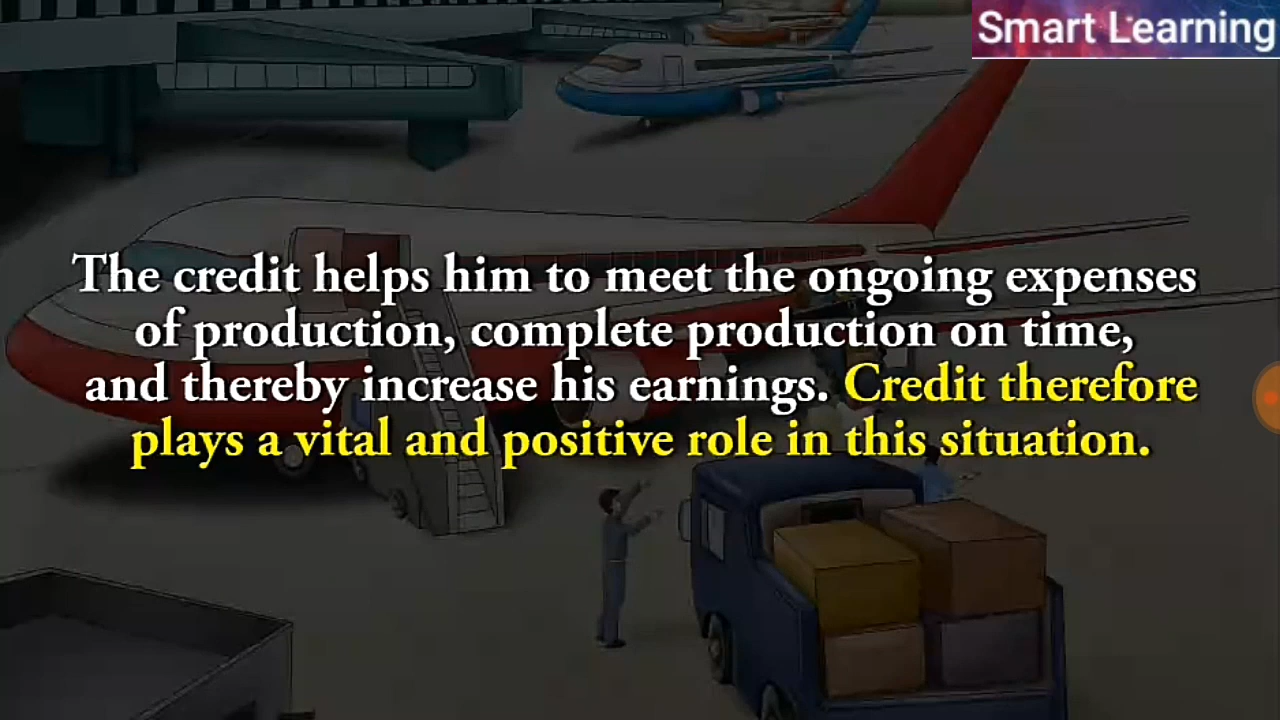 Smart Learning
The credit helps him to meet the ongoing expenses
of production, complete production on time,
and thereby increase his earnings. Credit therefore
plays a vital and positive role in this situation.